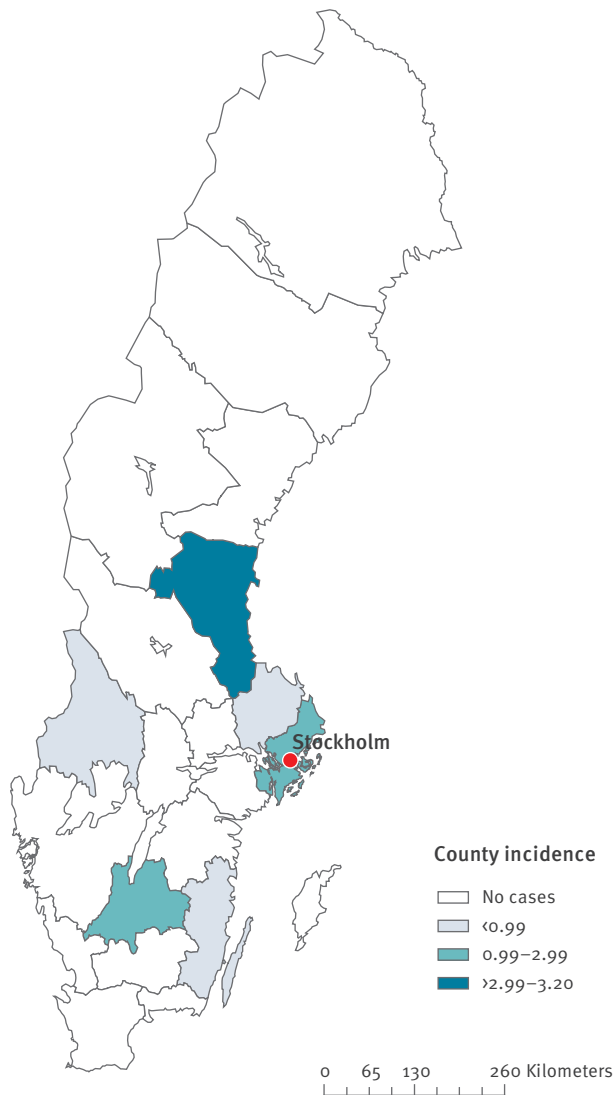 Stockholm
County incidence
No cases
<0.99
0.99–2.99
>2.99–3.20
0 65 130 260 Kilometers